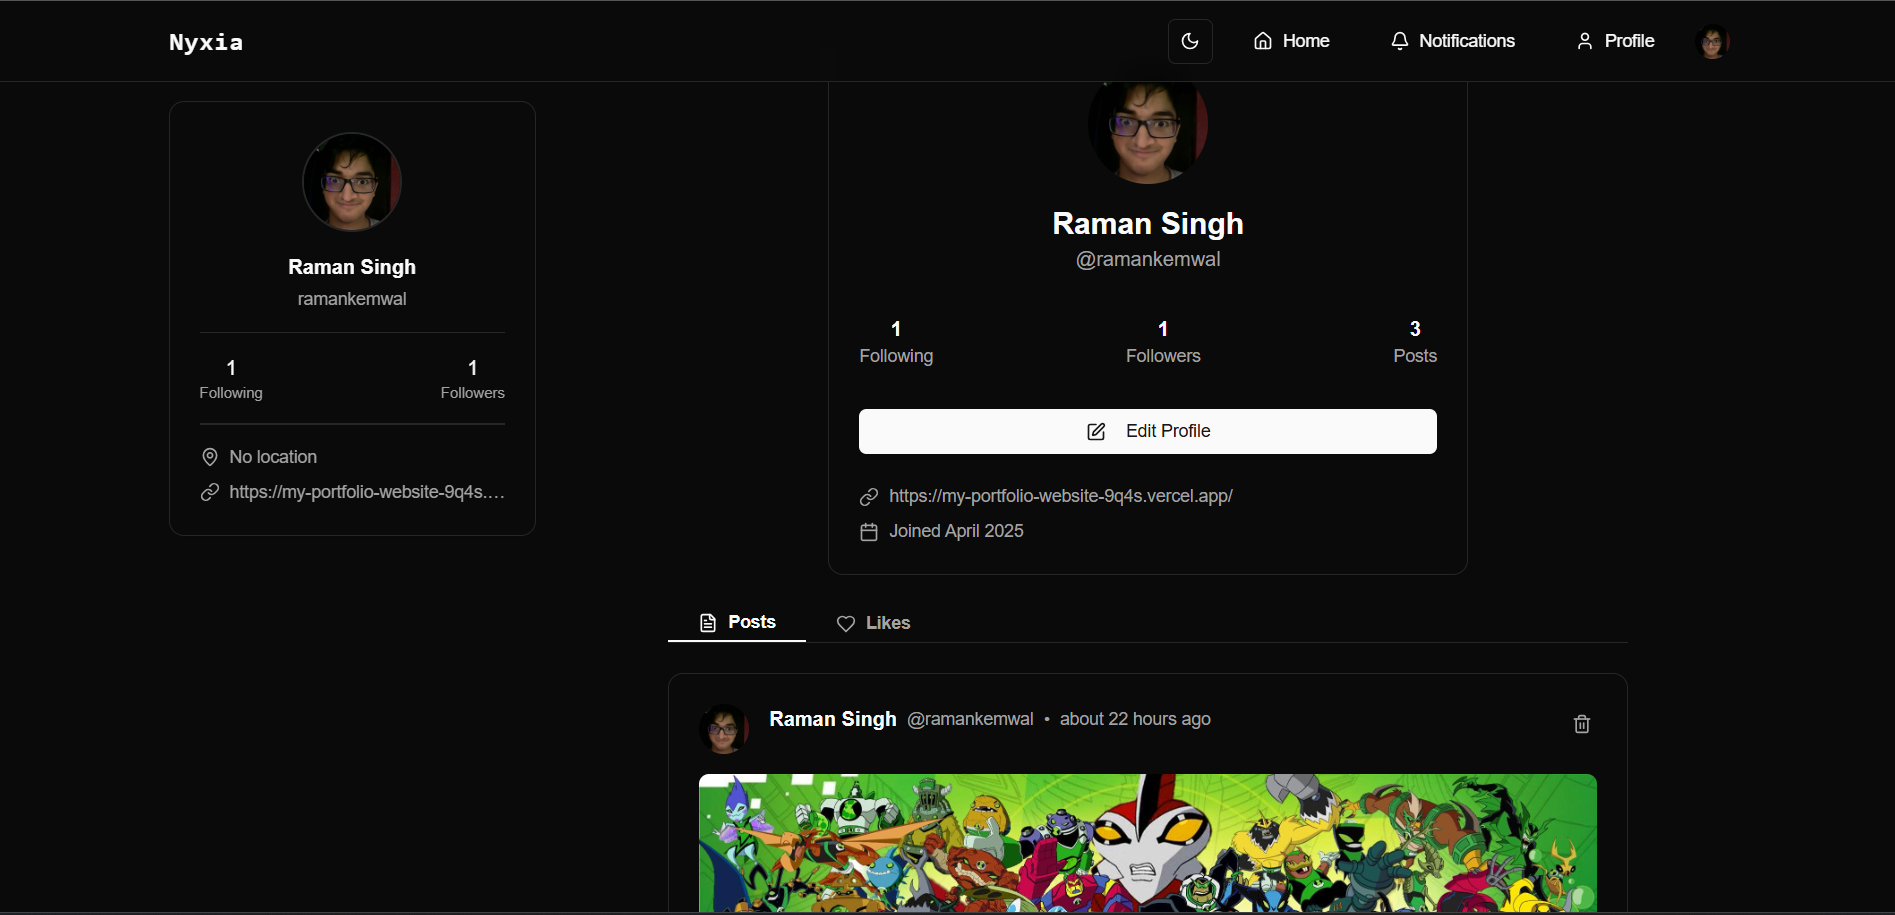 Nyxia
Home
Notifications
Profile
Raman Singh
ramankemwal
1
Following
1
Followers
No location
https://my-portfolio-website-9q4s....
Raman Singh
@ramankemwal
1
Following
1
Followers
3
Posts
Edit Profile
https://my-portfolio-website-9q4s.vercel.app/
Joined April 2025
Posts
Likes
Raman Singh @ramankemwal • about 22 hours ago